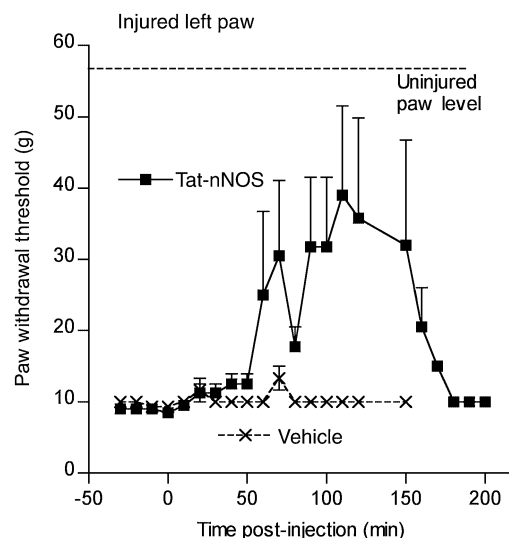 Injured left paw
60
50
40
30
20
10
0
Paw withdrawal threshold (g)
Uninjured
paw level
Tat-nNOS
Vehicle
-50
0
50
100
150
200
Time post-injection (min)